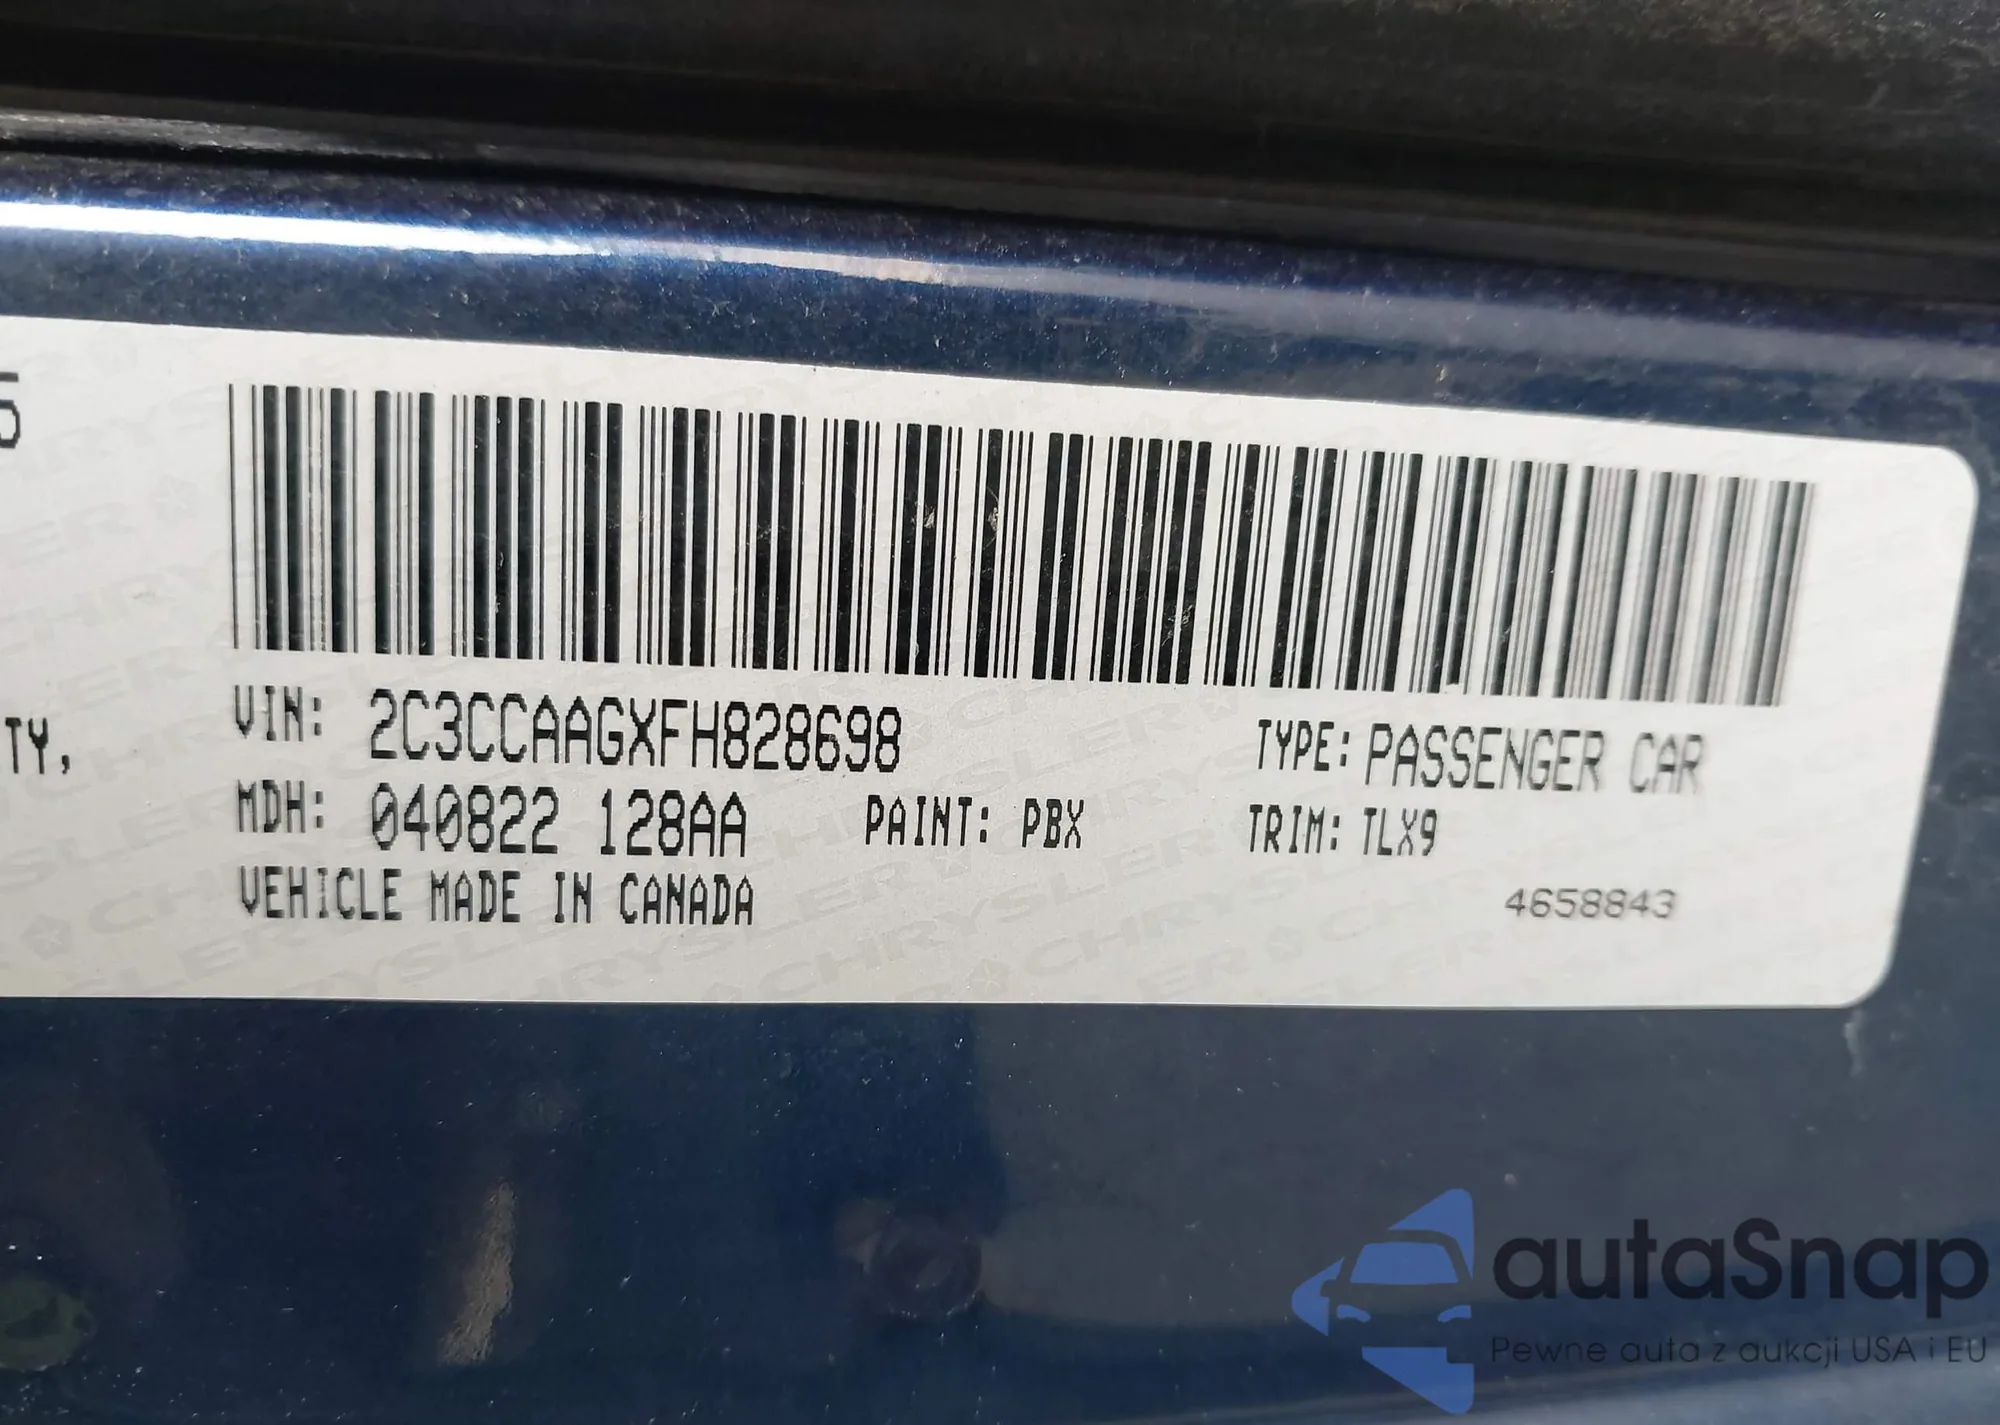 VIN: 2C3CCAAGXFH828698
TYPE: PASSENGER CAR
TY,
MDH: 040822 128AA
PAINT: PBX
TRIM: TLX9
VEHICLE MADE IN CANADA
4658843
autaSnap
Pewne auta z aukcji USA i EU